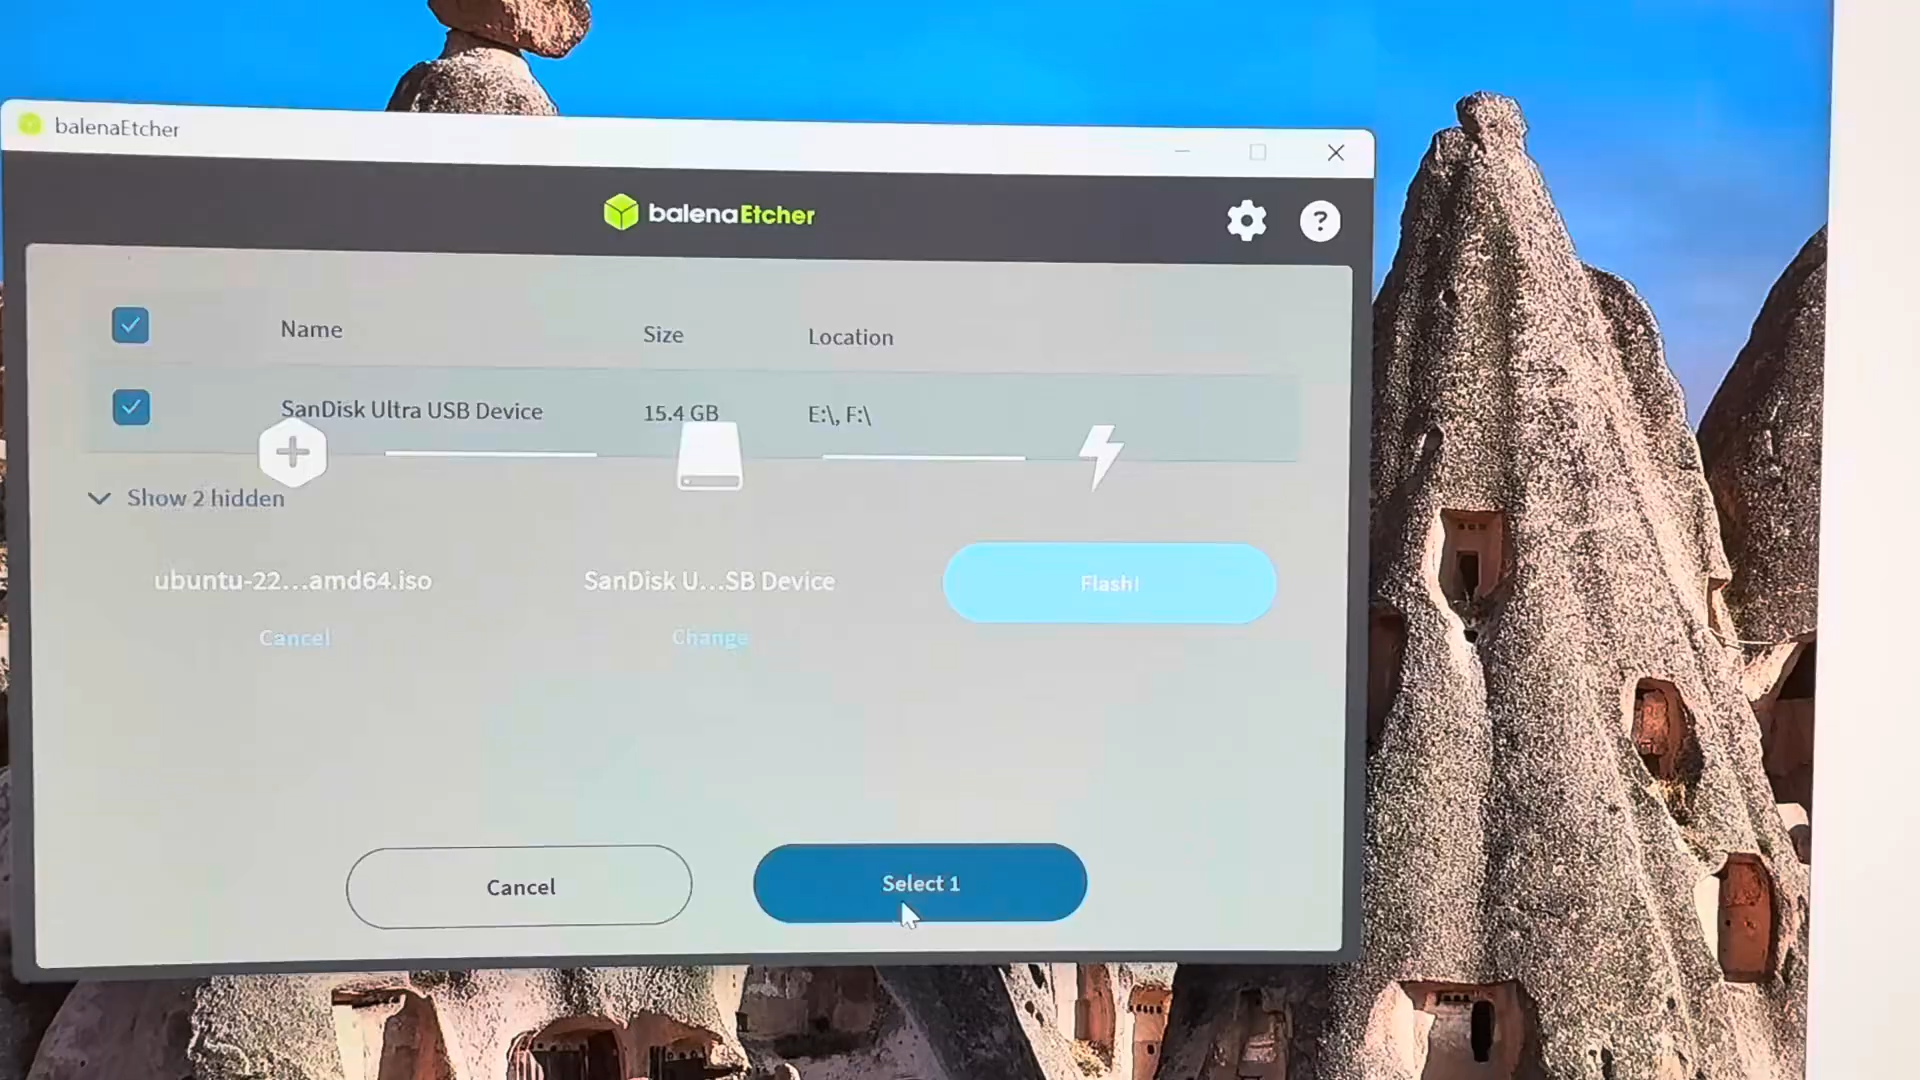 balenaEtcher
balenaEtcher
?
Name Size Location
SanDisk Ultra USB Device 15.4 GB E:\, F:\
Show 2 hidden
ubuntu-22...amd64.iso SanDisk U...SB Device Flash!
Cancel Change
Cancel Select 1